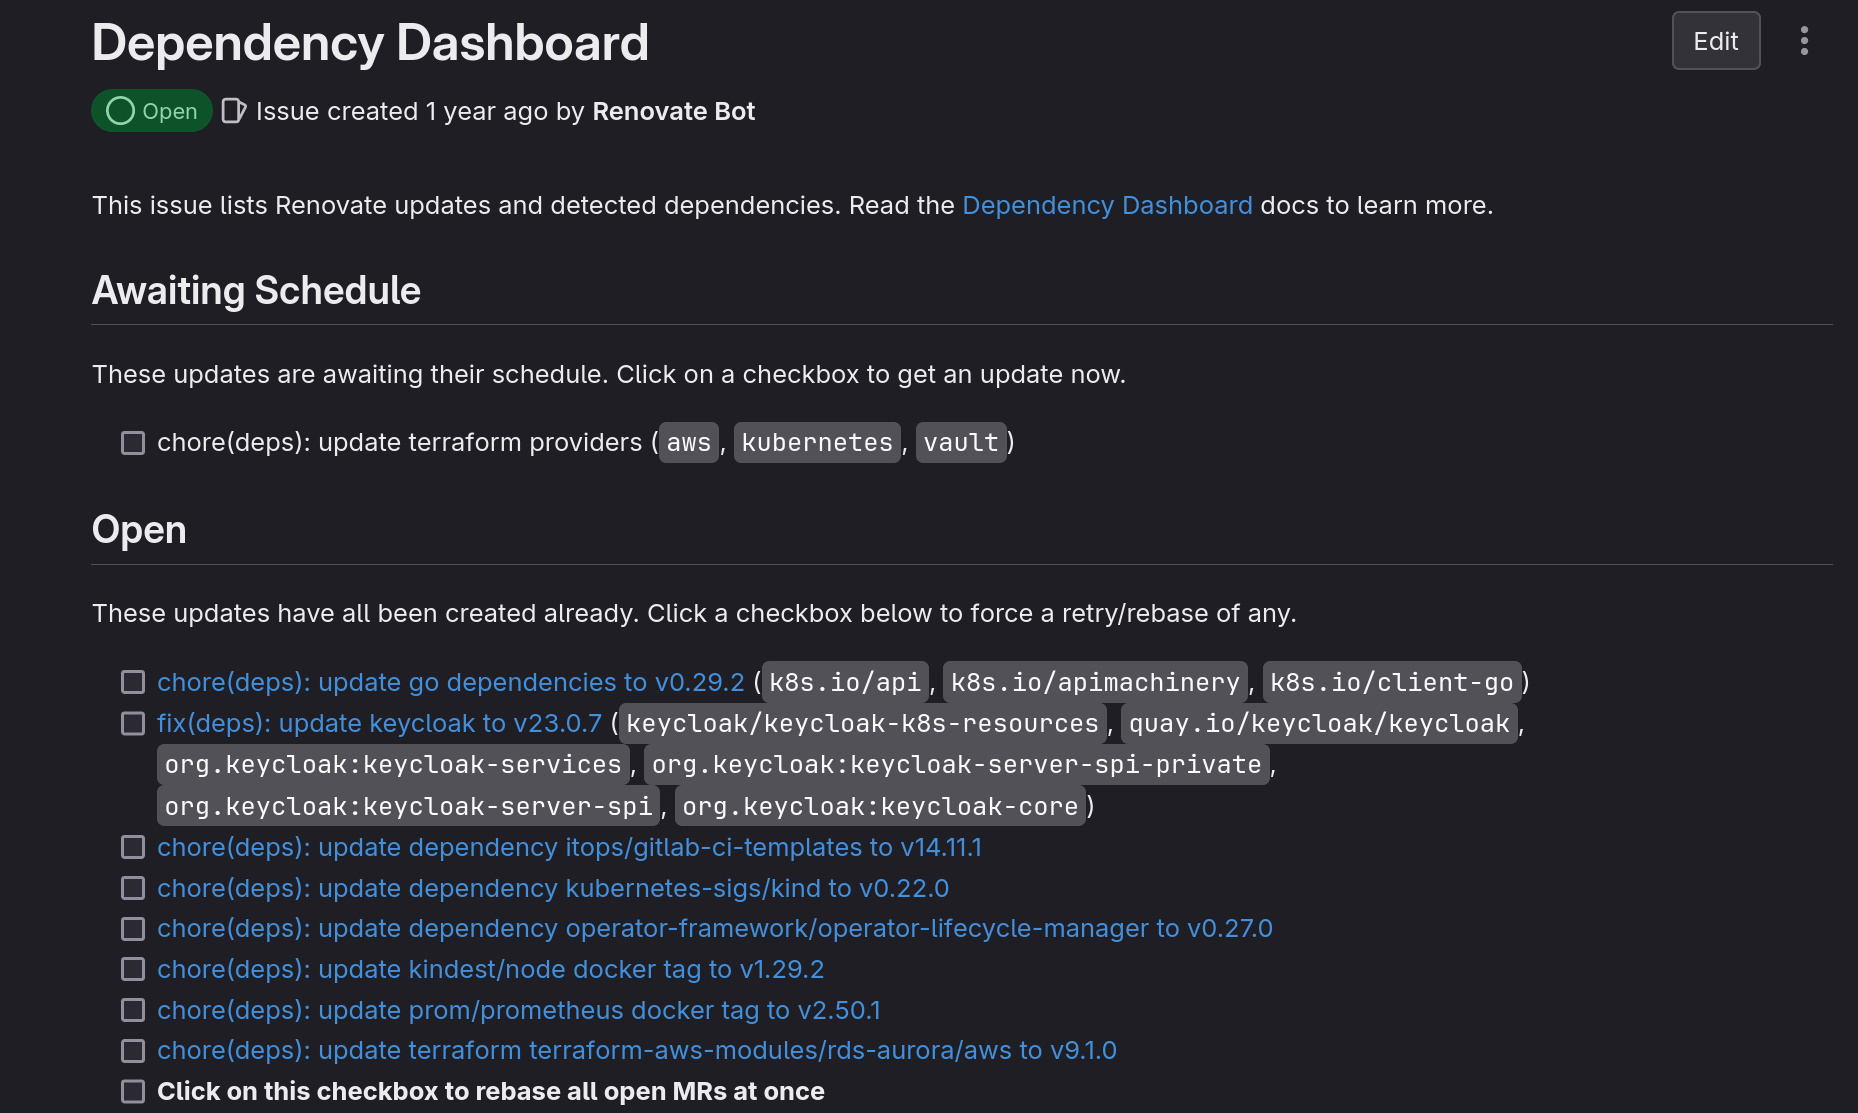 Dependency Dashboard
Edit
Open
Issue created 1 year ago by Renovate Bot
This issue lists Renovate updates and detected dependencies. Read the Dependency Dashboard docs to learn more.
Awaiting Schedule
These updates are awaiting their schedule. Click on a checkbox to get an update now.
chore(deps): update terraform providers (aws, kubernetes, vault)
Open
These updates have all been created already. Click a checkbox below to force a retry/rebase of any.
chore(deps): update go dependencies to v0.29.2 (k8s.io/api, k8s.io/apimachinery, k8s.io/client-go)
fix(deps): update keycloak to v23.0.7 (keycloak/keycloak-k8s-resources, quay.io/keycloak/keycloak,
org.keycloak:keycloak-services, org.keycloak:keycloak-server-spi-private,
org.keycloak:keycloak-server-spi, org.keycloak:keycloak-core)
chore(deps): update dependency itops/gitlab-ci-templates to v14.11.1
chore(deps): update dependency kubernetes-sigs/kind to v0.22.0
chore(deps): update dependency operator-framework/operator-lifecycle-manager to v0.27.0
chore(deps): update kindest/node docker tag to v1.29.2
chore(deps): update prom/prometheus docker tag to v2.50.1
chore(deps): update terraform terraform-aws-modules/rds-aurora/aws to v9.1.0
Click on this checkbox to rebase all open MRs at once